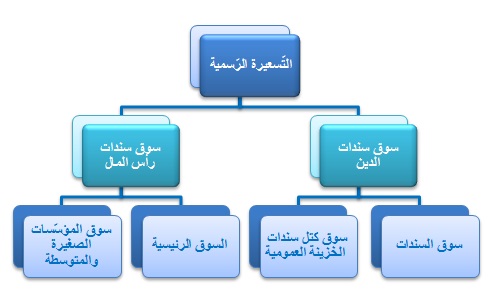 التّسعيرة الرّسمية
سوق سندات
الدين
سوق سندات
رأس المال
سوق السندات
سوق كتل سندات
الخزينة العمومية
السوق الرئيسية
سوق المؤسّسات
الصغيرة
والمتوسطة